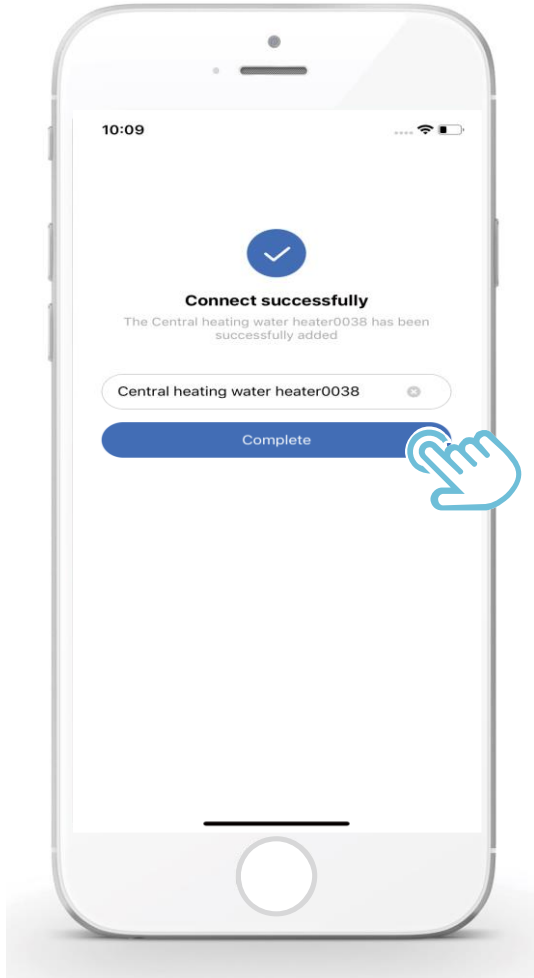 10:09
Connect successfully
The Central heating water heater0038 has been
successfully added
Central heating water heater0038
Complete